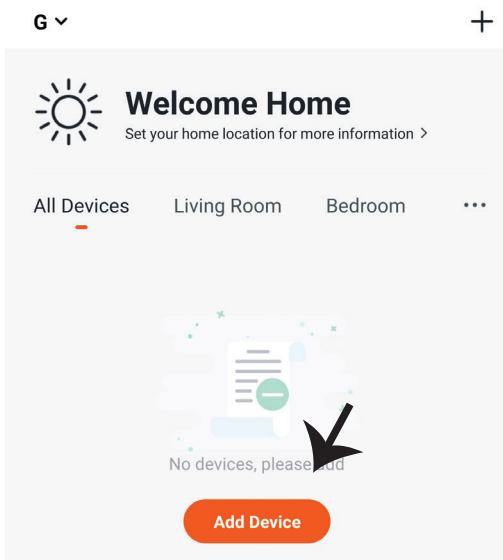 G
Welcome Home
Set your home location for more information >
All Devices Living Room Bedroom ...
No devices, please add
Add Device